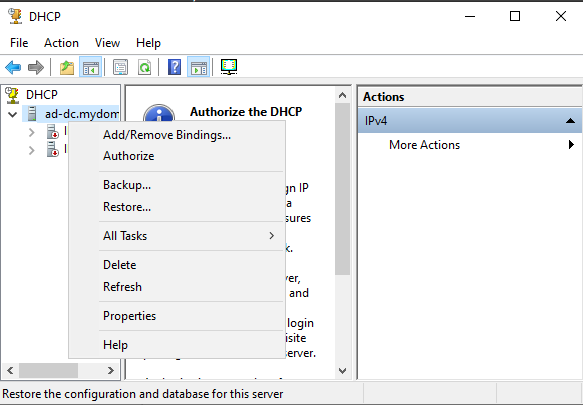 DHCP
File Action View Help
DHCP
ad-dc.mydom
Add/Remove Bindings...
Authorize
Backup...
Restore...
All Tasks
Delete
Refresh
Properties
Help
Authorize the DHCP
gn IP
a
sures
k.
ver,
and
login
isite
server.
Actions
IPv4
More Actions
Restore the configuration and database for this server